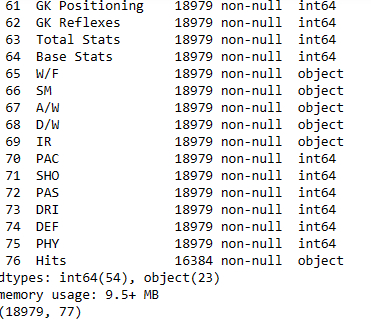 61 GK Positioning 18979 non-null int64
62 GK Reflexes 18979 non-null int64
63 Total Stats 18979 non-null int64
64 Base Stats 18979 non-null int64
65 W/F 18979 non-null object
66 SM 18979 non-null object
67 A/W 18979 non-null object
68 D/W 18979 non-null object
69 IR 18979 non-null object
70 PAC 18979 non-null int64
71 SHO 18979 non-null int64
72 PAS 18979 non-null int64
73 DRI 18979 non-null int64
74 DEF 18979 non-null int64
75 PHY 18979 non-null int64
76 Hits 16384 non-null object
dtypes: int64(54), object(23)
memory usage: 9.5+ MB
(18979, 77)